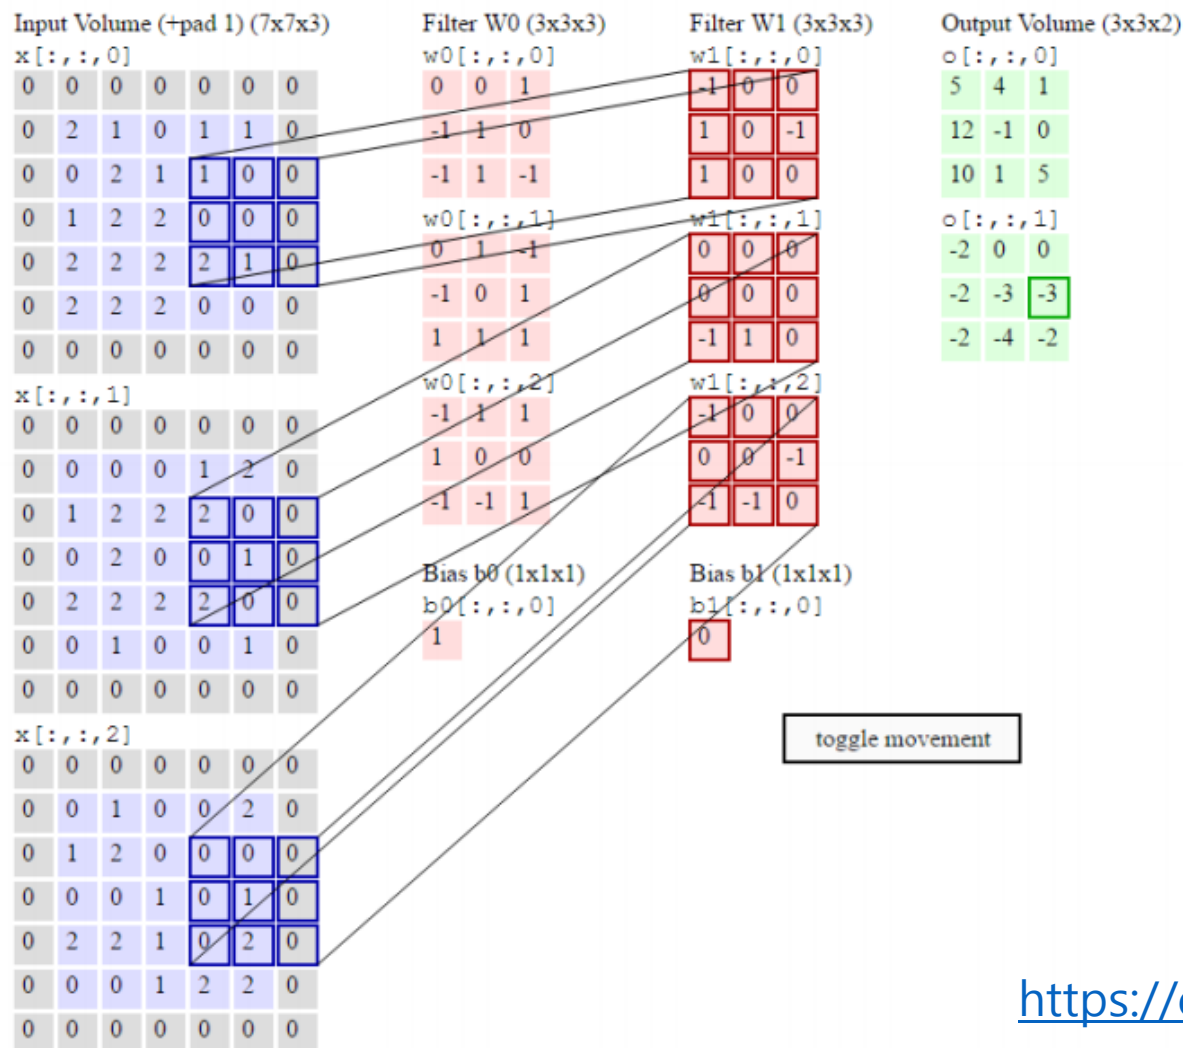 Input Volume (+pad 1) (7x7x3)
x[:,:,0]
0 0 0 0 0 0 0
0 2 1 0 1 1 0
0 0 2 1 1 0 0
0 1 2 2 0 0 0
0 2 2 2 2 1 0
0 2 2 2 0 0 0
0 0 0 0 0 0 0
x[:,:,1]
0 0 0 0 0 0 0
0 0 0 0 1 2 0
0 1 2 2 2 0 0
0 0 2 0 0 1 0
0 2 2 2 2 0 0
0 0 1 0 0 1 0
0 0 0 0 0 0 0
x[:,:,2]
0 0 0 0 0 0 0
0 0 1 0 0 2 0
0 1 2 0 0 0 0
0 0 0 1 0 1 0
0 2 2 1 0 2 0
0 0 0 1 2 2 0
0 0 0 0 0 0 0
Filter W0 (3x3x3)
w0[:,:,0]
0 0 1
-1 1 0
-1 1 -1
w0[:,:,1]
0 1 -1
-1 0 1
1 1 1
w0[:,:,2]
-1 1 1
1 0 0
-1 -1 1
Bias b0 (1x1x1)
b0[:,:,0]
1
Filter W1 (3x3x3)
w1[:,:,0]
-1 0 0
1 0 -1
1 0 0
w1[:,:,1]
0 0 0
0 0 0
-1 1 0
w1[:,:,2]
-1 0 0
0 0 -1
-1 -1 0
Bias b1 (1x1x1)
b1[:,:,0]
0
Output Volume (3x3x2)
o[:,:,0]
5 4 1
12 -1 0
10 1 5
o[:,:,1]
-2 0 0
-2 -3 -3
-2 -4 -2
toggle movement
https://